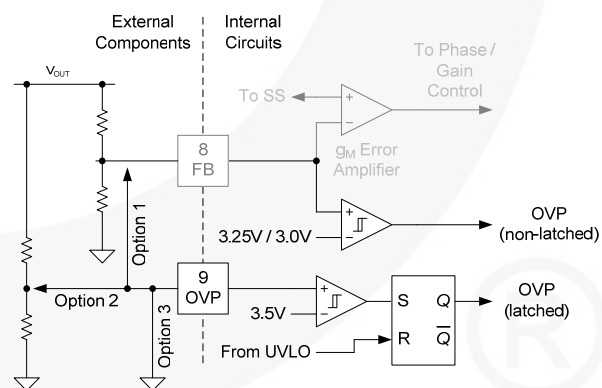 External
Components
Internal
Circuits
VOUT
To SS
+
−
To Phase /
Gain
Control
8
FB
gM Error
Amplifier
Option 1
+
−
3.25V / 3.0V
OVP
(non-latched)
Option 2
9
OVP
Option 3
+
−
3.5V
S
Q
R
Q̅
From UVLO
OVP
(latched)
®